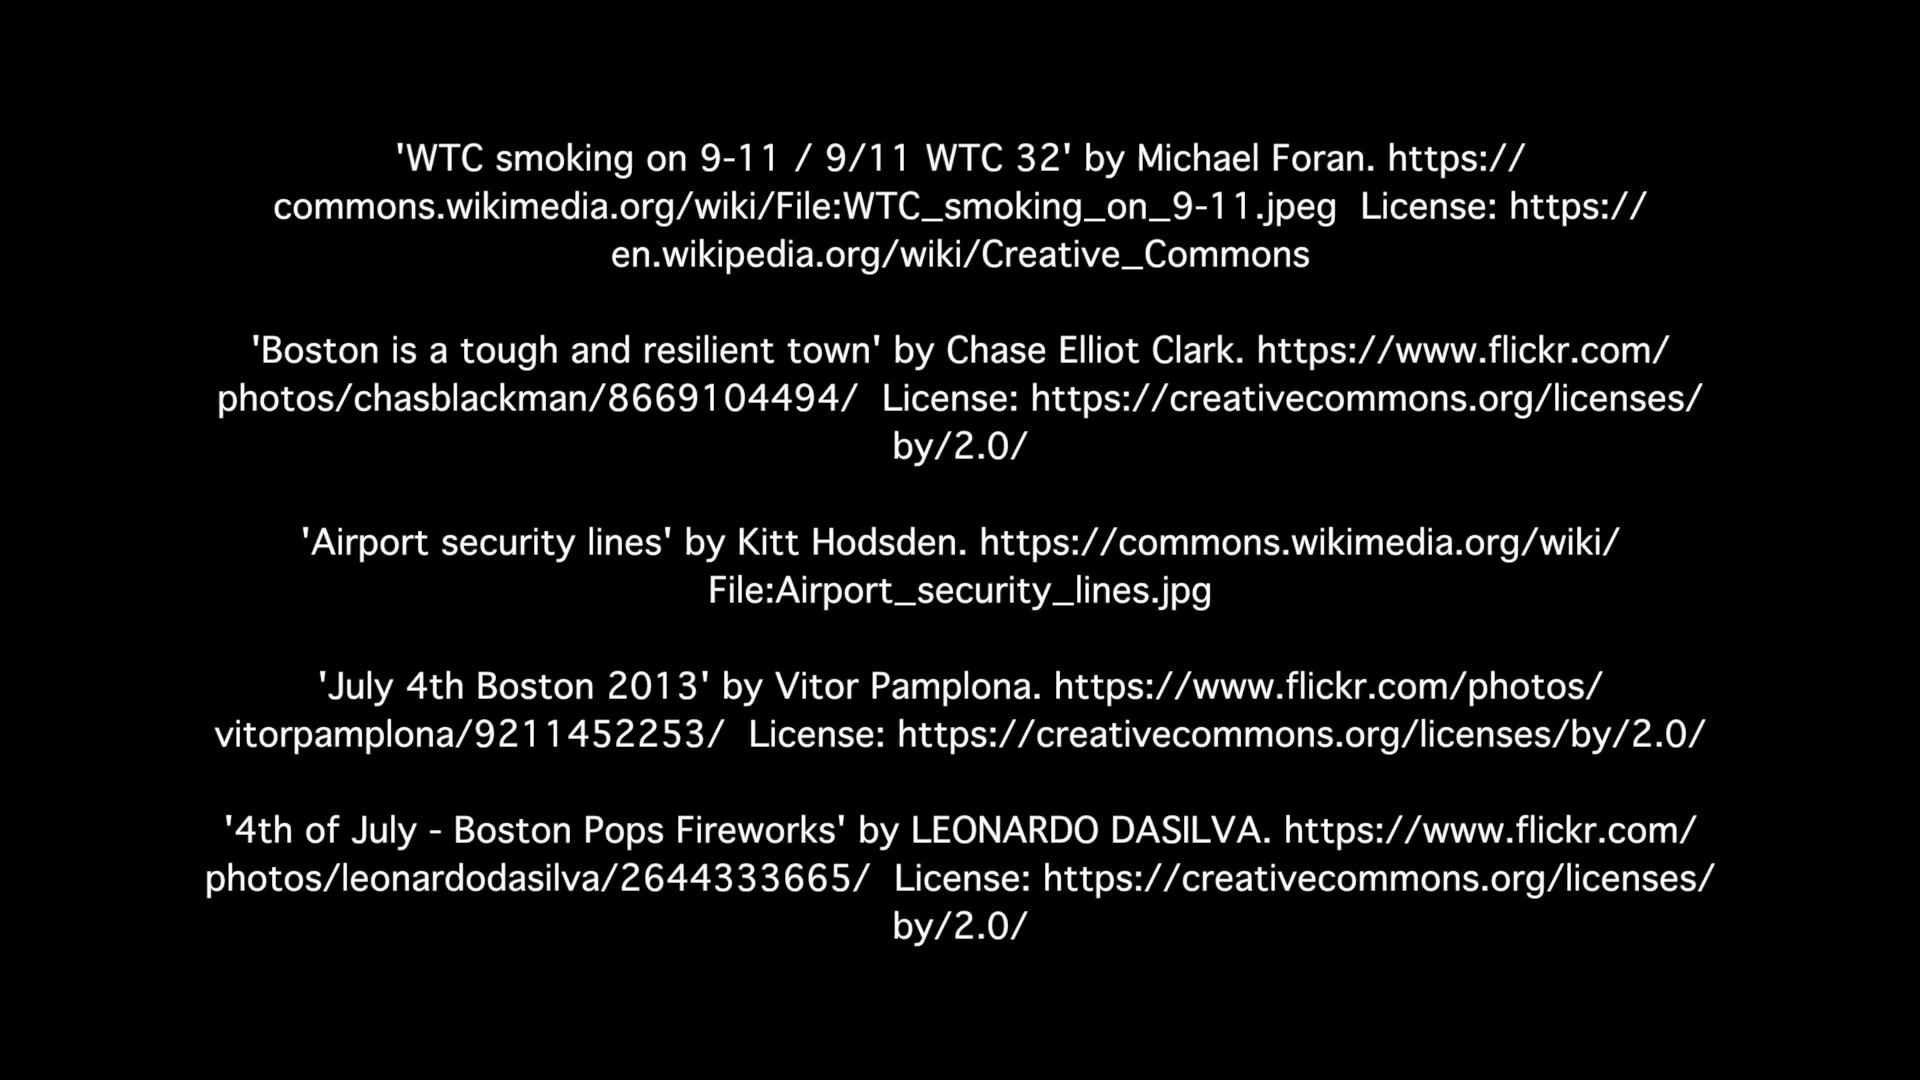 'WTC smoking on 9-11 / 9/11 WTC 32' by Michael Foran. https://
commons.wikimedia.org/wiki/File:WTC_smoking_on_9-11.jpeg  License: https://
en.wikipedia.org/wiki/Creative_Commons
'Boston is a tough and resilient town' by Chase Elliot Clark. https://www.flickr.com/
photos/chasblackman/8669104494/  License: https://creativecommons.org/licenses/
by/2.0/
'Airport security lines' by Kitt Hodsden. https://commons.wikimedia.org/wiki/
File:Airport_security_lines.jpg
'July 4th Boston 2013' by Vitor Pamplona. https://www.flickr.com/photos/
vitorpamplona/9211452253/  License: https://creativecommons.org/licenses/by/2.0/
'4th of July - Boston Pops Fireworks' by LEONARDO DASILVA. https://www.flickr.com/
photos/leonardodasilva/2644333665/  License: https://creativecommons.org/licenses/
by/2.0/